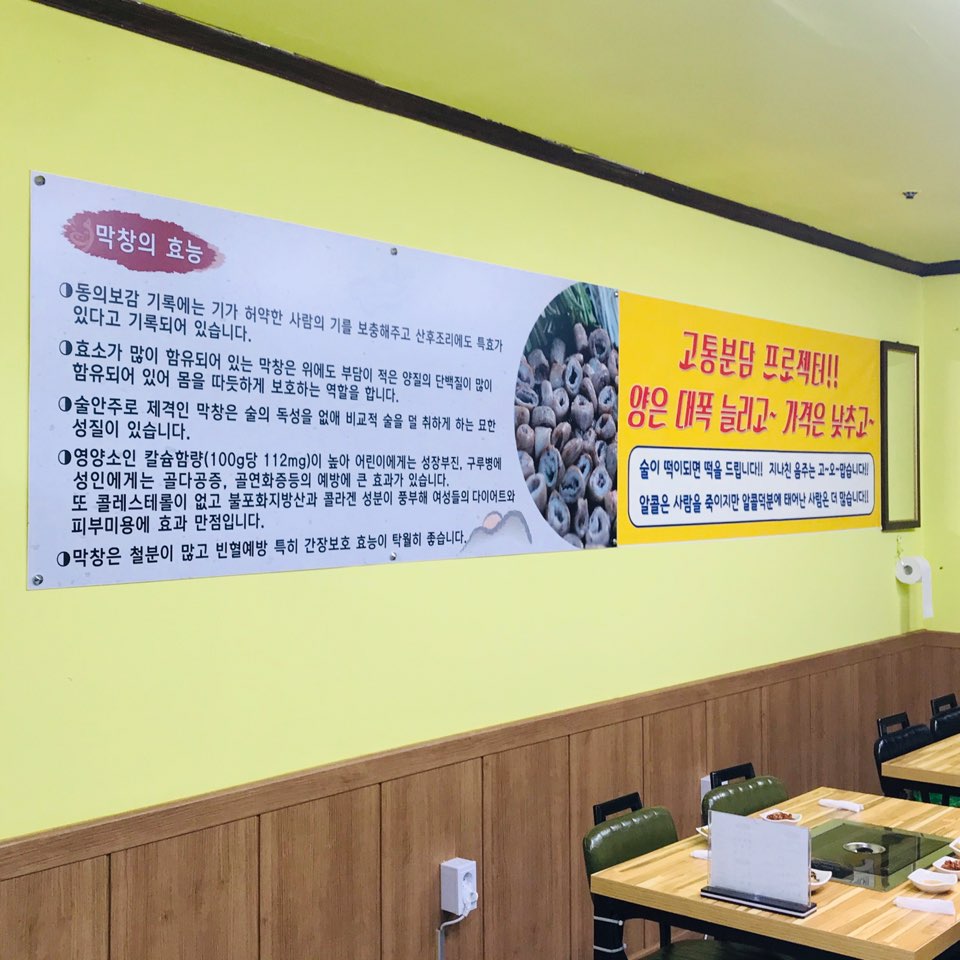 막창의 효능
◑동의보감 기록에는 기가 허약한 사람의 기를 보충해주고 산후조리에도 특효가
있다고 기록되어 있습니다.
◑효소가 많이 함유되어 있는 막창은 위에도 부담이 적은 양질의 단백질이 많이
함유되어 있어 몸을 따듯하게 보호하는 역할을 합니다.
◑술안주로 제격인 막창은 술의 독성을 없애 비교적 술을 덜 취하게 하는 묘한
성질이 있습니다.
◑영양소인 칼슘함량(100g당 112mg)이 높아 어린이에게는 성장부진, 구루병에
성인에게는 골다공증, 골연화증등의 예방에 큰 효과가 있습니다.
또 콜레스테롤이 없고 불포화지방산과 콜라겐 성분이 풍부해 여성들의 다이어트와
피부미용에 효과 만점입니다.
◑막창은 철분이 많고 빈혈예방 특히 간장보호 효능이 탁월히 좋습니다.
고통분담 프로젝터!!
양은 대폭 늘리고~ 가격은 낮추고~
술이 떡이되면 떡을 드립니다!! 지나친 음주는 고~오~맙습니다!!
알콜은 사람을 죽이지만 알콜덕분에 태어난 사람은 더 많습니다!!